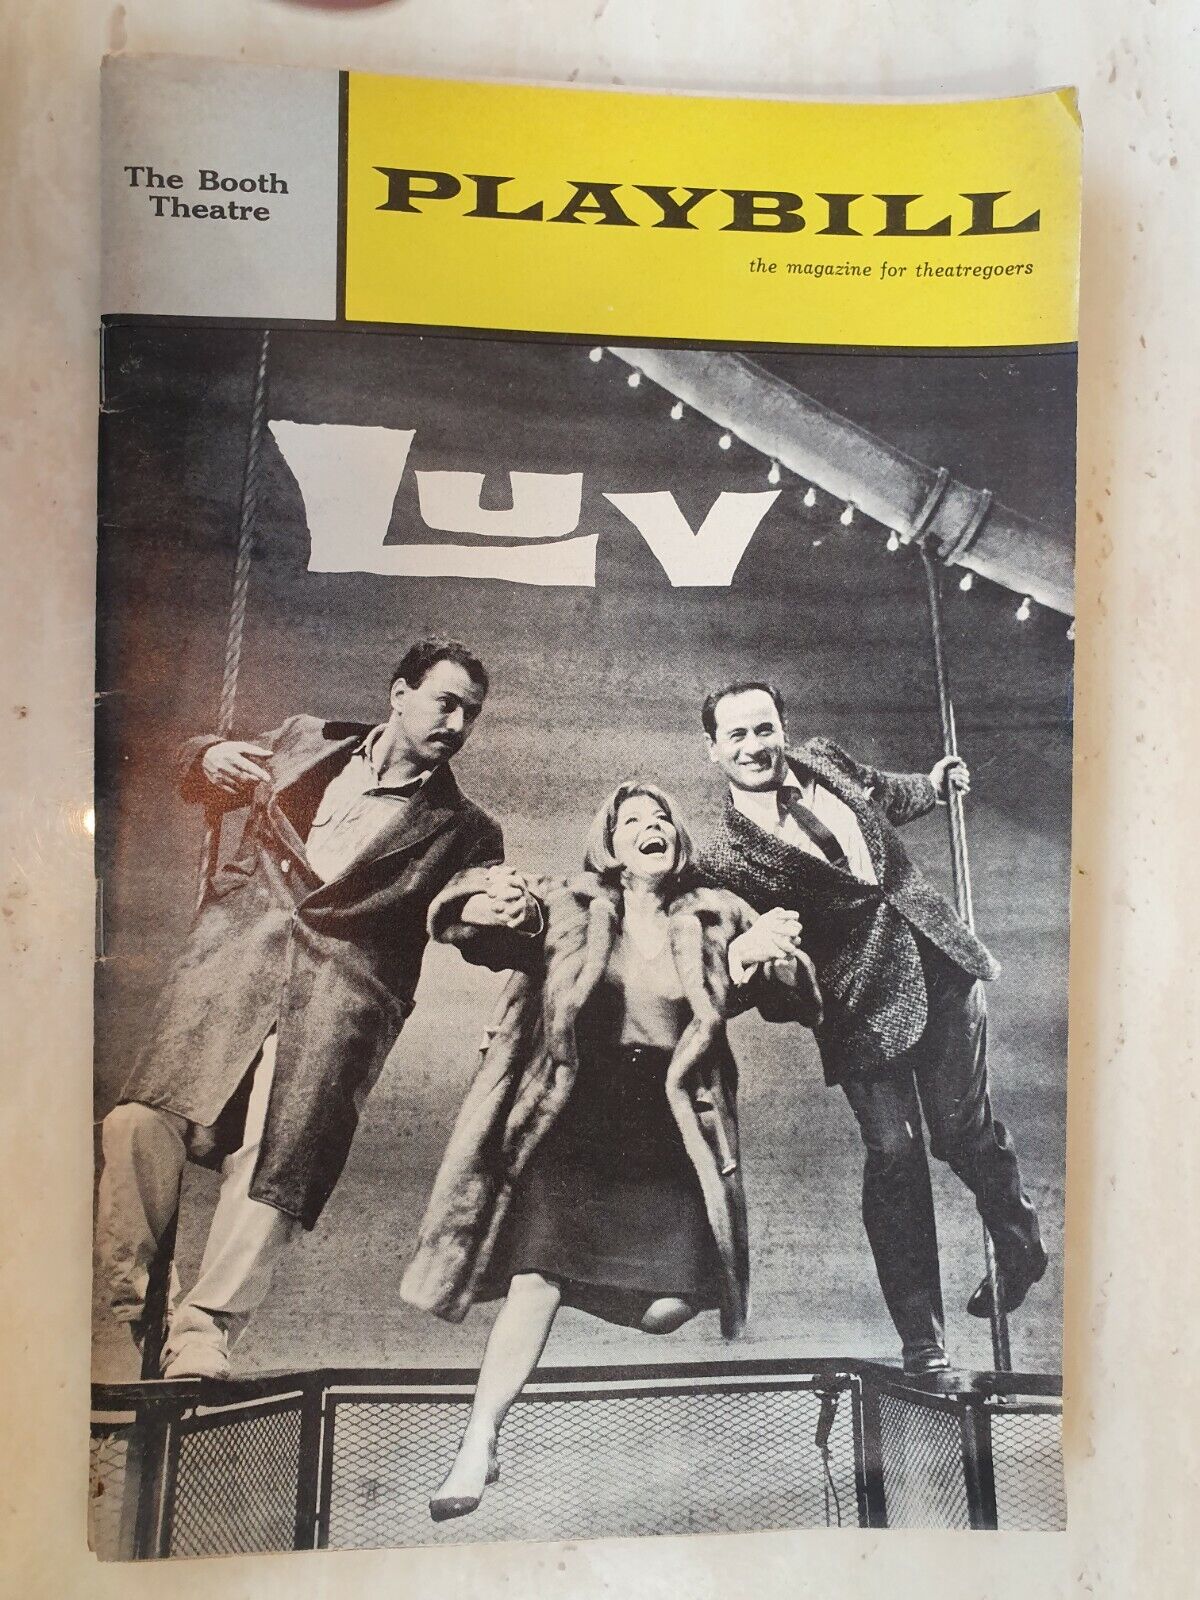 The Booth
Theatre
PLAYBILL
the magazine for theatregoers
Luv